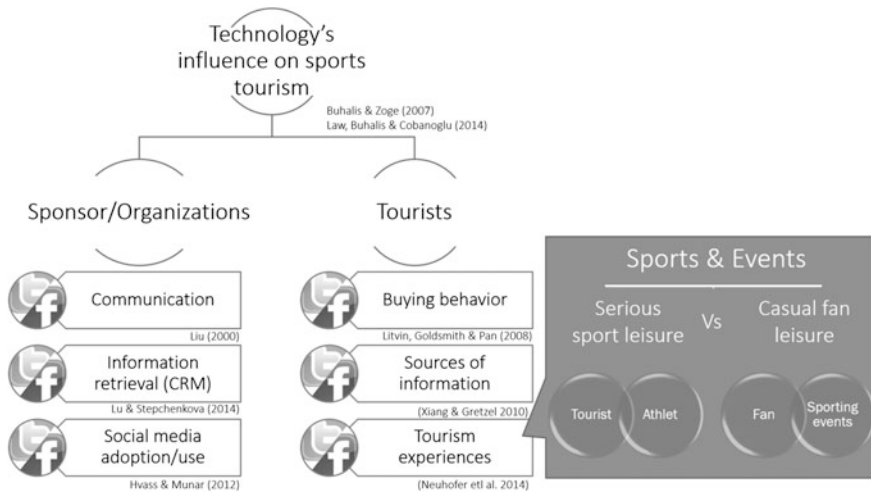 Technology's
influence on sports
tourism
Buhalis & Zoge (2007)
Law, Buhalis & Cobanoglu (2014)
Sponsor/Organizations
Communication
Liu (2000)
Information
retrieval (CRM)
Lu & Stepchenkova (2014)
Social media
adoption/use
Hvass & Munar (2012)
Tourists
Buying behavior
Litvin, Goldsmith & Pan (2008)
Sources of
information
(Xiang & Gretzel 2010)
Tourism
experiences
(Neuhofer etl al. 2014)
Sports & Events
Serious
sport leisure
Vs
Casual fan
leisure
Tourist
Athlet
Fan
Sporting
events